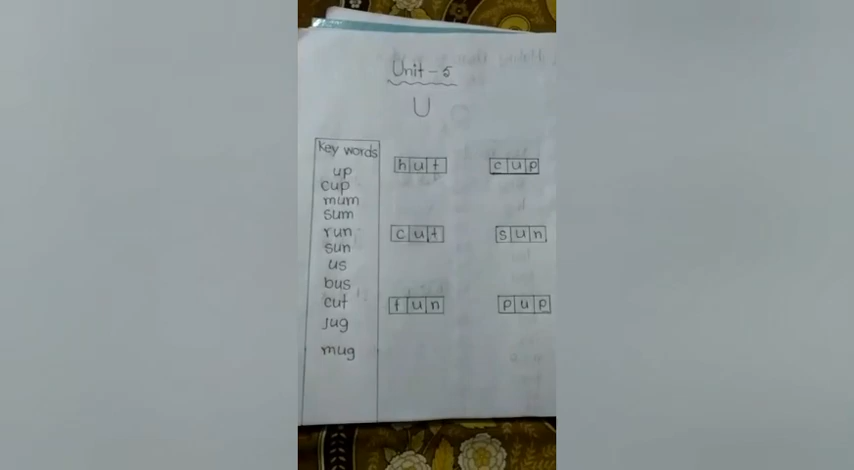 Unit - 5
U
Key words
up
cup
mum
sum
run
sun
us
bus
cut
jug
mug
hut
cup
cut
sun
fun
pup